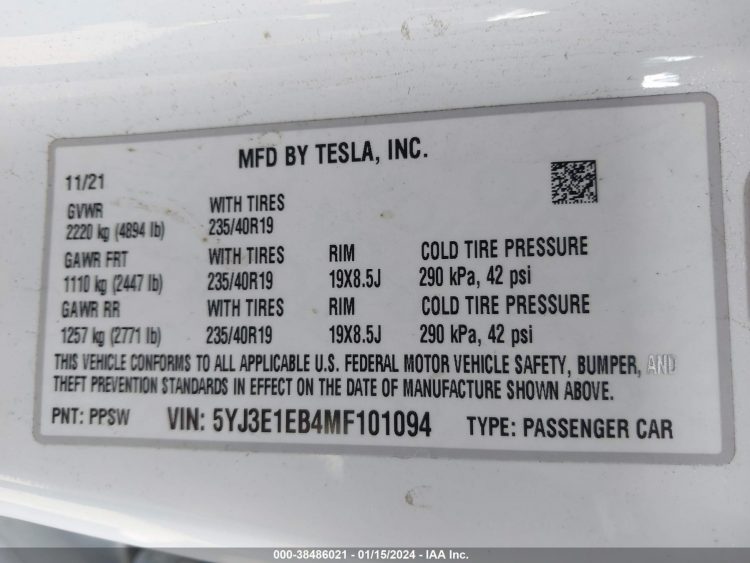 MFD BY TESLA, INC.
11/21
GVWR WITH TIRES
2220 kg (4894 lb) 235/40R19
GAWR FRT WITH TIRES RIM COLD TIRE PRESSURE
1110 kg (2447 lb) 235/40R19 19X8.5J 290 kPa, 42 psi
GAWR RR WITH TIRES RIM COLD TIRE PRESSURE
1257 kg (2771 lb) 235/40R19 19X8.5J 290 kPa, 42 psi
THIS VEHICLE CONFORMS TO ALL APPLICABLE U.S. FEDERAL MOTOR VEHICLE SAFETY, BUMPER, AND
THEFT PREVENTION STANDARDS IN EFFECT ON THE DATE OF MANUFACTURE SHOWN ABOVE.
PNT: PPSW VIN: 5YJ3E1EB4MF101094 TYPE: PASSENGER CAR
000-38486021 - 01/15/2024 - IAA Inc.